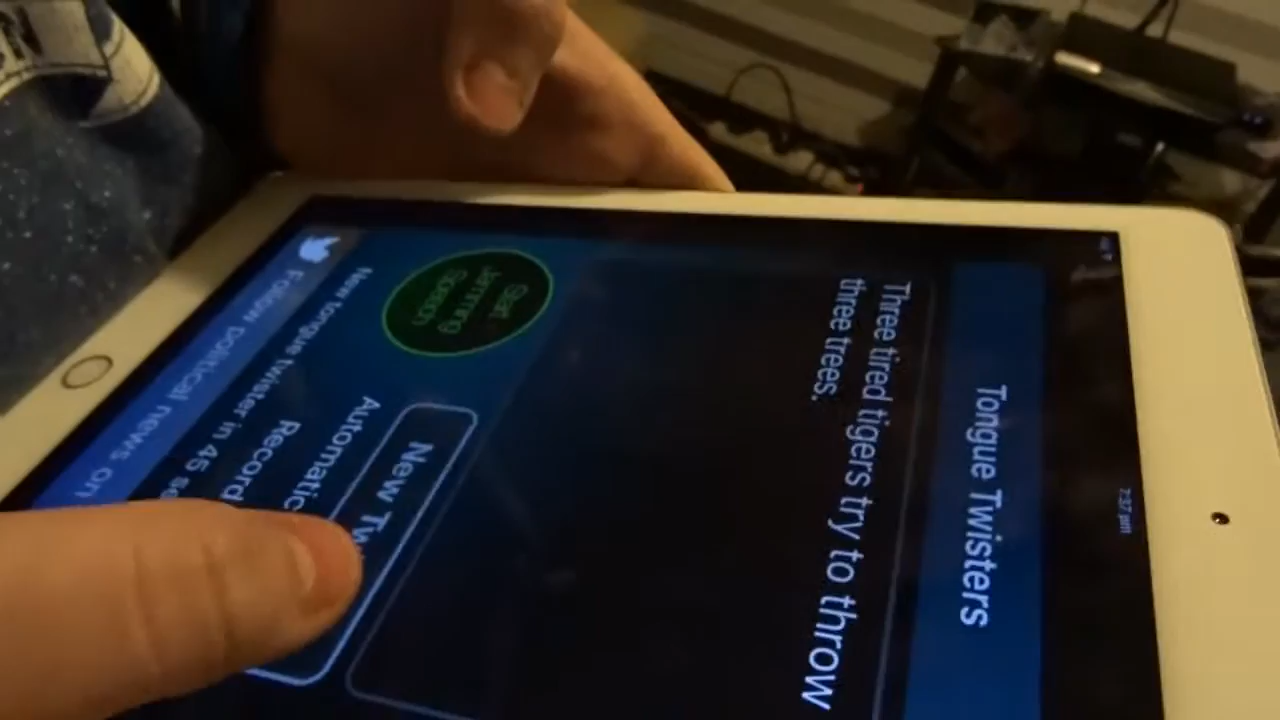 7:37 pm
Tongue Twisters
Three tired tigers try to throw
three trees.
Start
Jamming
Speech
New Tw
Automatic
Record
New tongue twister in 45 se
Follow political news on